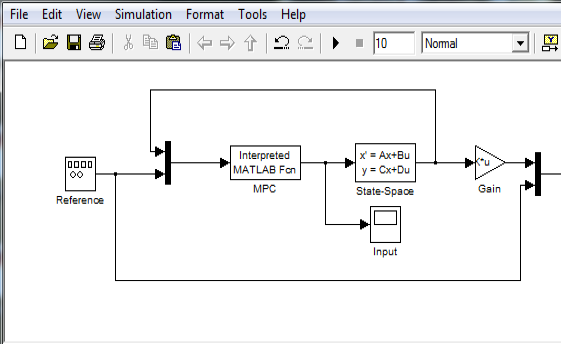 File Edit View Simulation Format Tools Help
10 Normal
Interpreted
MATLAB Fcn
MPC
x' = Ax+Bu
y = Cx+Du
State-Space
K*u
Gain
Reference
Input